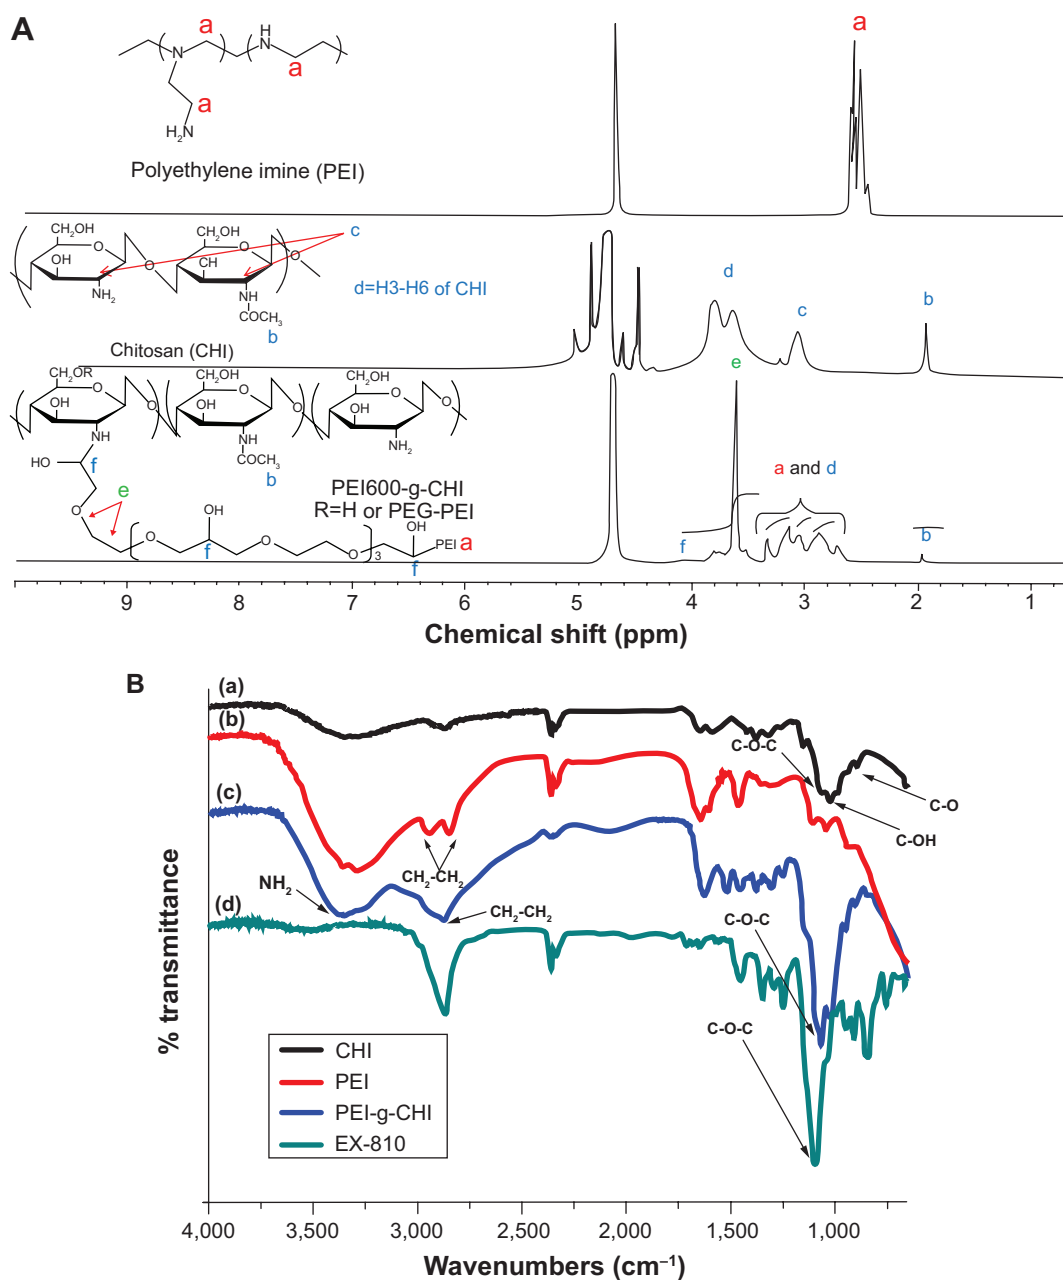 A
a
a
H
N
N
a
a
H2N
Polyethylene imine (PEI)
a
CH2OH
O
OH
NH2
O
CH2OH
O
CH
NH
COCH3
O
c
b
d=H3-H6 of CHI
d
c
b
Chitosan (CHI)
CH2OR
O
OH
NH
O
CH2OH
O
OH
NH
COCH3
O
CH2OH
O
OH
NH2
O
e
HO
f
b
O
e
PEI600-g-CHI
R=H or PEG-PEI
a and d
O
OH
f
O
O
3
OH
PEI
a
f
f
b
9
8
7
6
5
4
3
2
1
Chemical shift (ppm)
B
(a)
(b)
(c)
(d)
C-O-C
C-O
C-OH
CH2-CH2
NH2
CH2-CH2
C-O-C
C-O-C
% transmittance
CHI
PEI
PEI-g-CHI
EX-810
4,000
3,500
3,000
2,500
2,000
1,500
1,000
Wavenumbers (cm⁻¹)